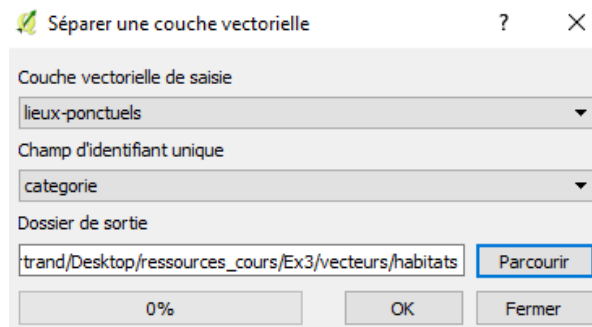 Séparer une couche vectorielle ?
Couche vectorielle de saisie
lieux-ponctuels
Champ d'identifiant unique
categorie
Dossier de sortie
trand/Desktop/ressources_cours/Ex3/vecteurs/habitats Parcourir
0% OK Fermer